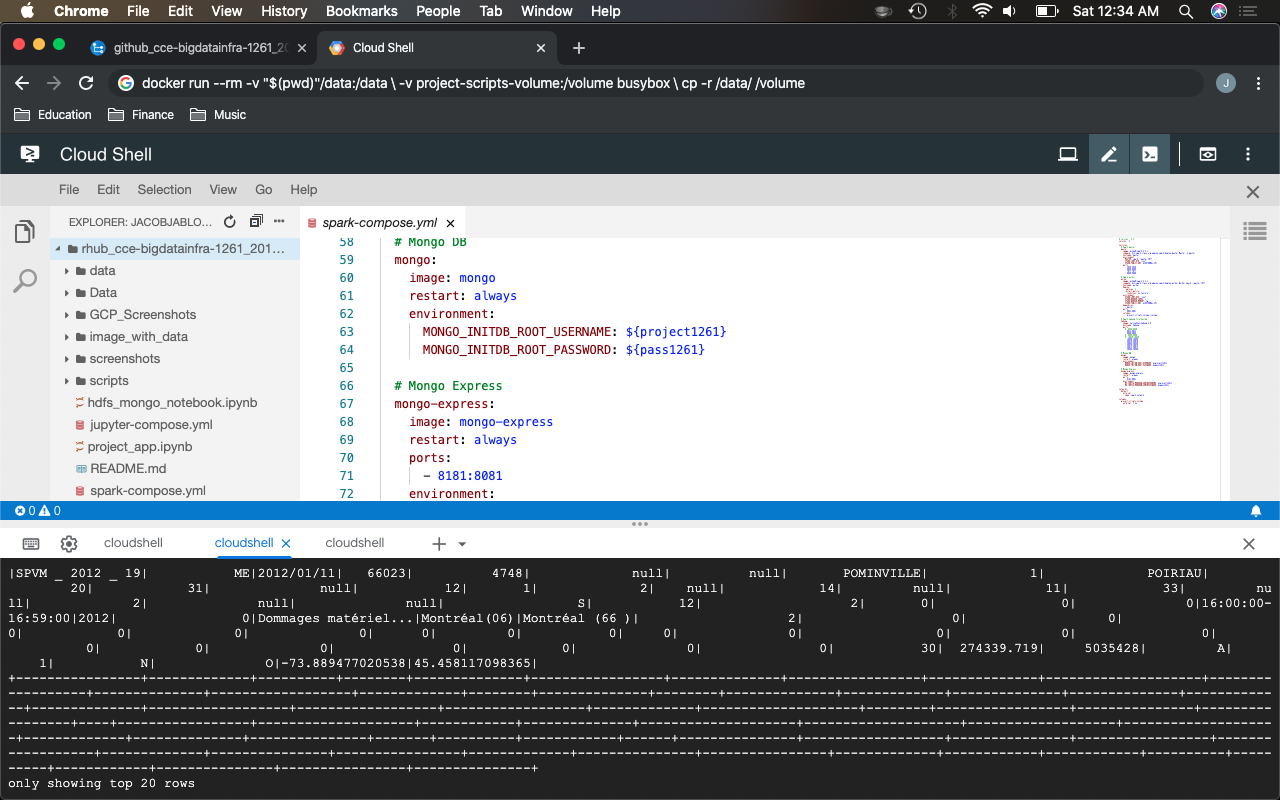 Chrome File Edit View History Bookmarks People Tab Window Help Sat 12:34 AM
github_cce-bigdatainfra-1261_20 Cloud Shell
docker run --rm -v "$(pwd)"/data:/data \ -v project-scripts-volume:/volume busybox \ cp -r /data/ /volume J
Education Finance Music
Cloud Shell
File Edit Selection View Go Help
EXPLORER: JACOBJABLO... spark-compose.yml
rhub_cce-bigdatainfra-1261_201...
data
Data
GCP_Screenshots
image_with_data
screenshots
scripts
hdfs_mongo_notebook.ipynb
jupyter-compose.yml
project_app.ipynb
README.md
spark-compose.yml
58 # Mongo DB
59 mongo:
60 image: mongo
61 restart: always
62 environment:
63 MONGO_INITDB_ROOT_USERNAME: ${project1261}
64 MONGO_INITDB_ROOT_PASSWORD: ${pass1261}
65
66 # Mongo Express
67 mongo-express:
68 image: mongo-express
69 restart: always
70 ports:
71 - 8181:8081
72 environment:
0 0
cloudshell cloudshell cloudshell
|SPVM _ 2012 _ 19| ME|2012/01/11| 66023| 4748| null| null| POMINVILLE| 1| POIRIAU|
20| 31| null| 12| 1| 2| null| 14| null| 11| 33| nu
ll| 2| null| null| S| 12| 2| 0| 0| 0|16:00:00-
16:59:00|2012| 0|Dommages matériel...|Montréal(06)|Montréal (66 )| 2| 0| 0|
0| 0| 0| 0| 0| 0| 0| 0| 0| 0| 0| 0|
0| 0| 0| 0| 0| 0| 0| 30| 274339.719| 5035428| A|
1| N| O|-73.889477020538|45.458117098365|
only showing top 20 rows